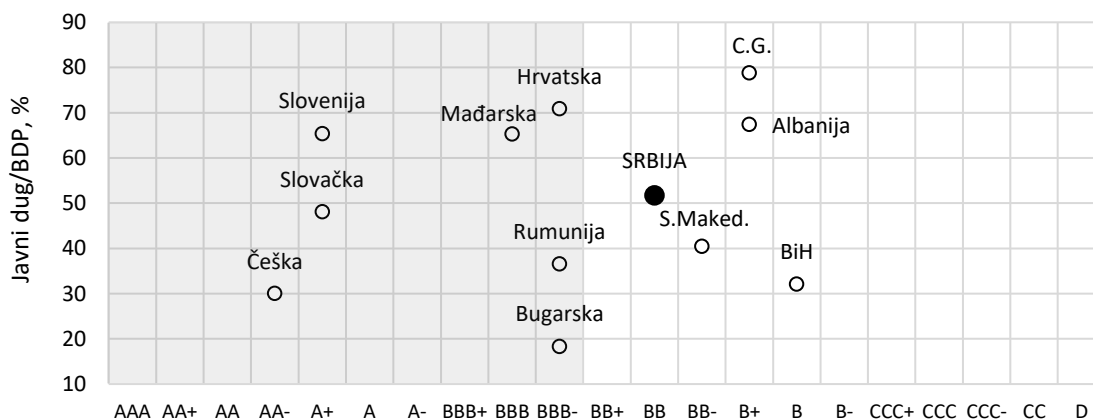 Javni dug/BDP, %
90
80
70
60
50
40
30
20
10
C.G.
Hrvatska
Slovenija
Mađarska
Albanija
SRBIJA
Slovačka
S.Maked.
Rumunija
BiH
Češka
Bugarska
AAA AA+ AA AA- A+ A A- BBB+ BBB BBB- BB+ BB BB- B+ B B- CCC+ CCC CCC- CC D